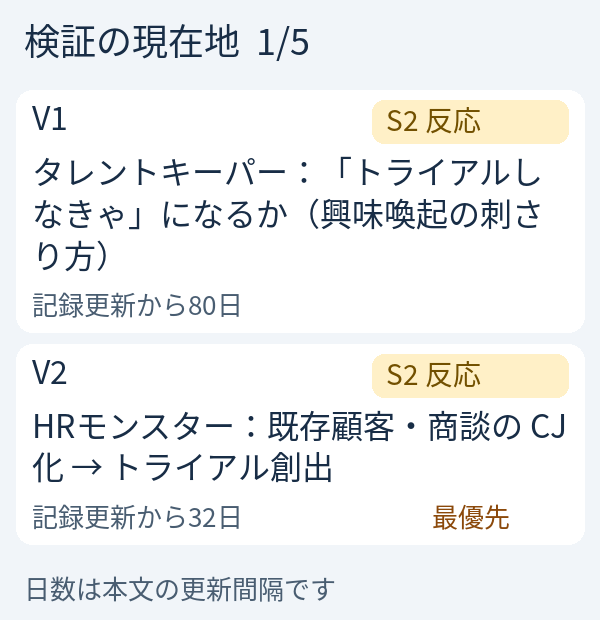 検証の現在地 1/5
V1
S2 反応
タレントキーパー：「トライアルし
なきゃ」になるか（興味喚起の刺さ
り方）
記録更新から80日
V2
S2 反応
HRモンスター：既存顧客・商談の CJ
化 → トライアル創出
記録更新から32日
最優先
日数は本文の更新間隔です